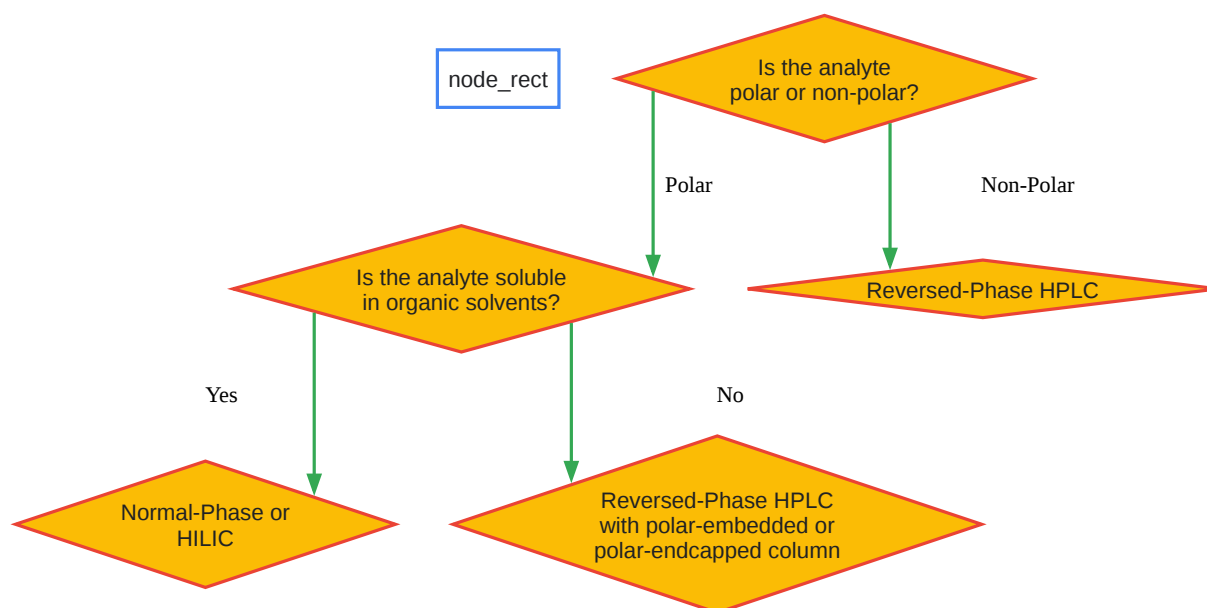 node_rect
Is the analyte
polar or non-polar?
Polar
Non-Polar
Is the analyte soluble
in organic solvents?
Reversed-Phase HPLC
Yes
No
Normal-Phase or
HILIC
Reversed-Phase HPLC
with polar-embedded or
polar-endcapped column